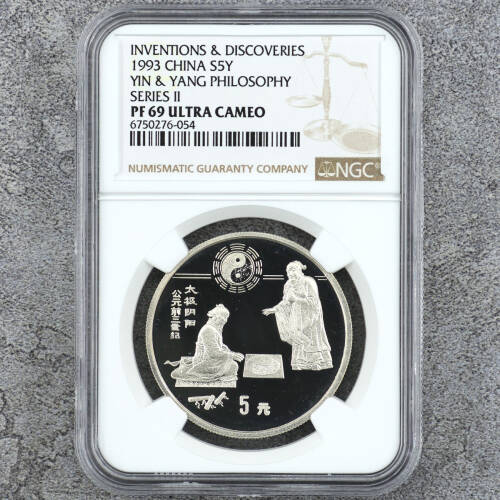 INVENTIONS & DISCOVERIES
1993 CHINA S5Y
YIN & YANG PHILOSOPHY
SERIES II
PF 69 ULTRA CAMEO
6750276-054
NUMISMATIC GUARANTY COMPANY
NGC®
太极阴阳
公元前三世纪
5元